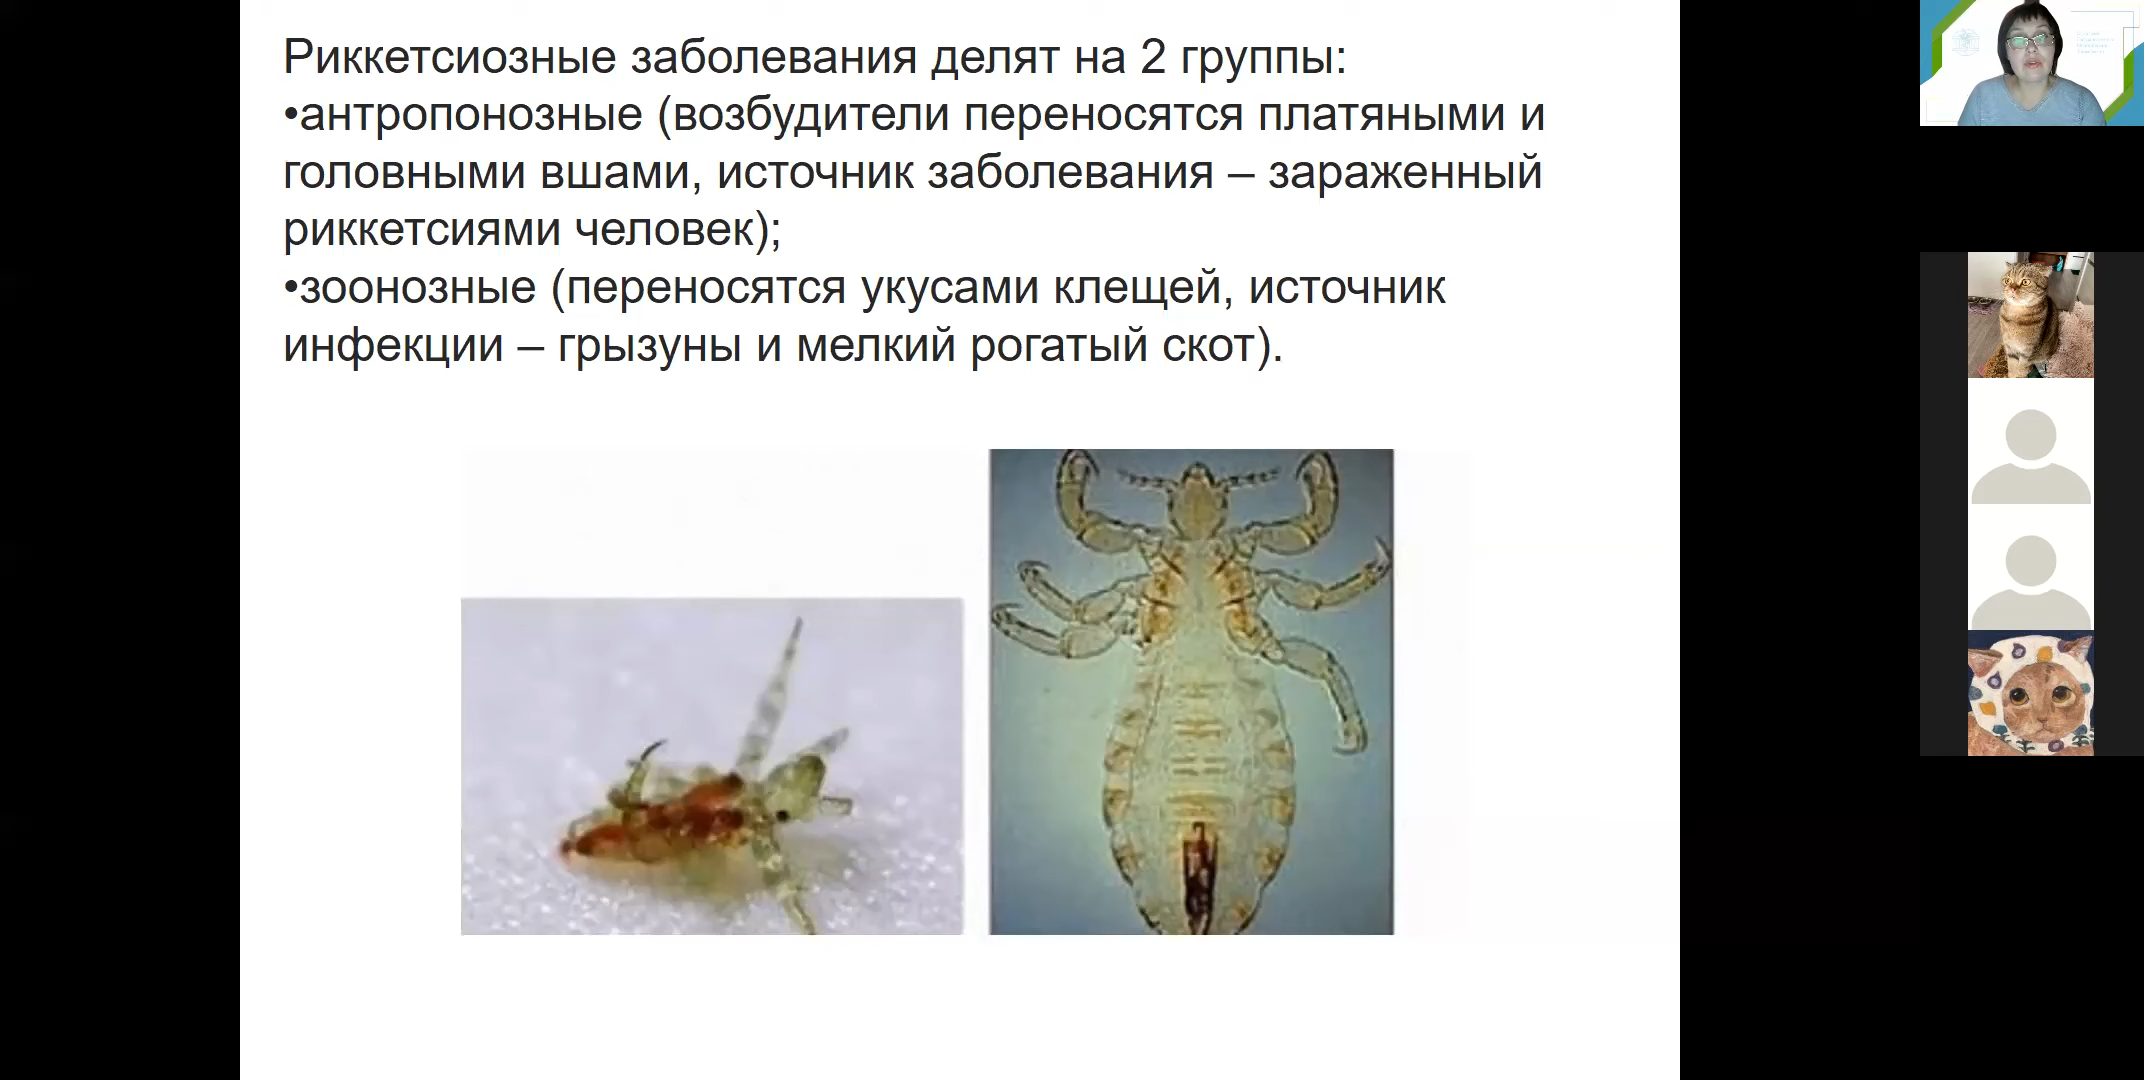 Риккетсиозные заболевания делят на 2 группы:
•антропонозные (возбудители переносятся платяными и
головными вшами, источник заболевания – зараженный
риккетсиями человек);
•зоонозные (переносятся укусами клещей, источник
инфекции – грызуны и мелкий рогатый скот).